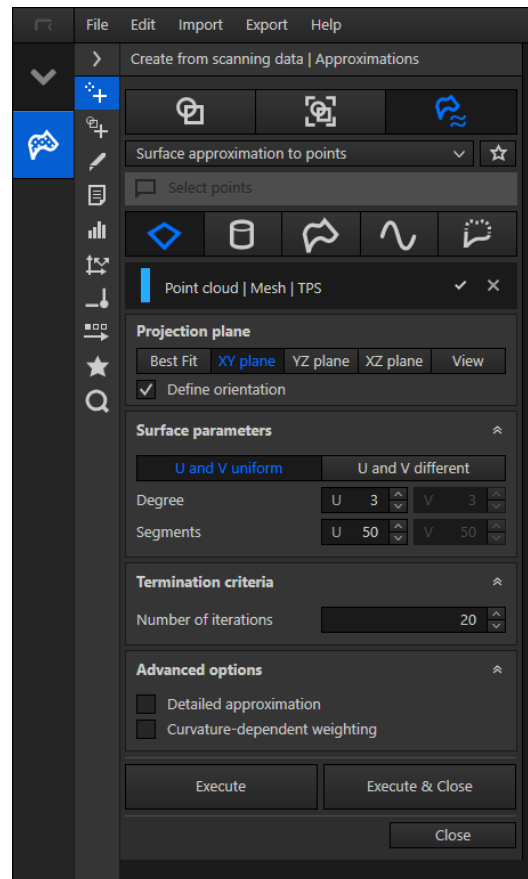 File Edit Import Export Help
Create from scanning data | Approximations
Surface approximation to points
Select points
Point cloud | Mesh | TPS
Projection plane
Best Fit XY plane YZ plane XZ plane View
Define orientation
Surface parameters
U and V uniform U and V different
Degree U 3 V 3
Segments U 50 V 50
Termination criteria
Number of iterations 20
Advanced options
Detailed approximation
Curvature-dependent weighting
Execute Execute & Close
Close